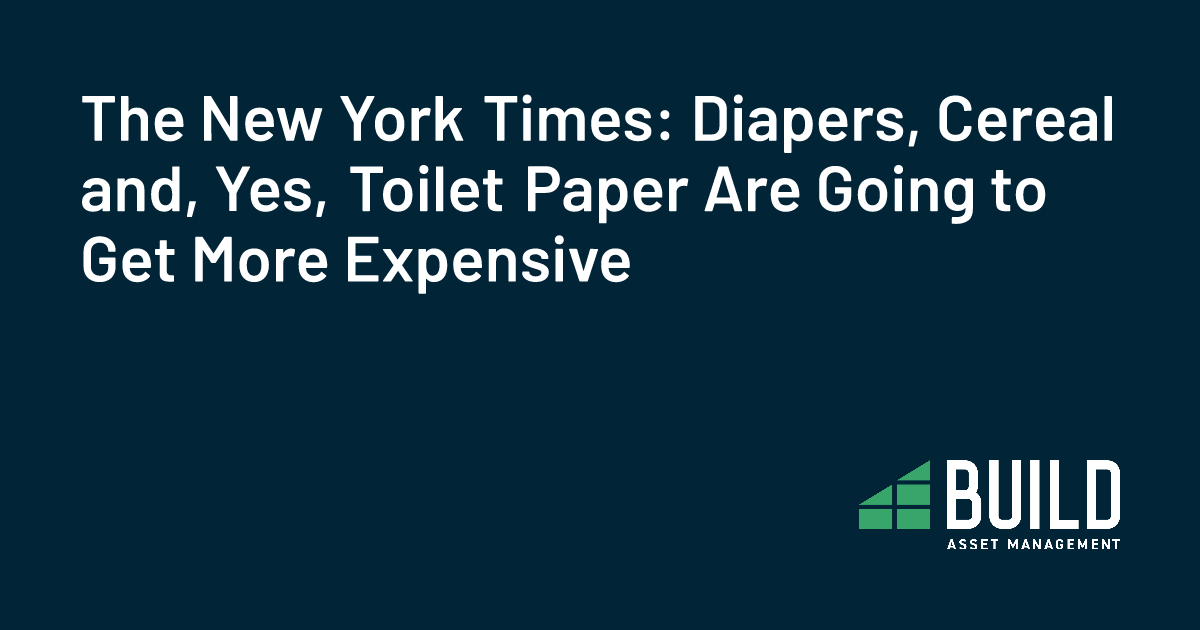 The New York Times: Diapers, Cereal
and, Yes, Toilet Paper Are Going to
Get More Expensive
BUILD
ASSET MANAGEMENT